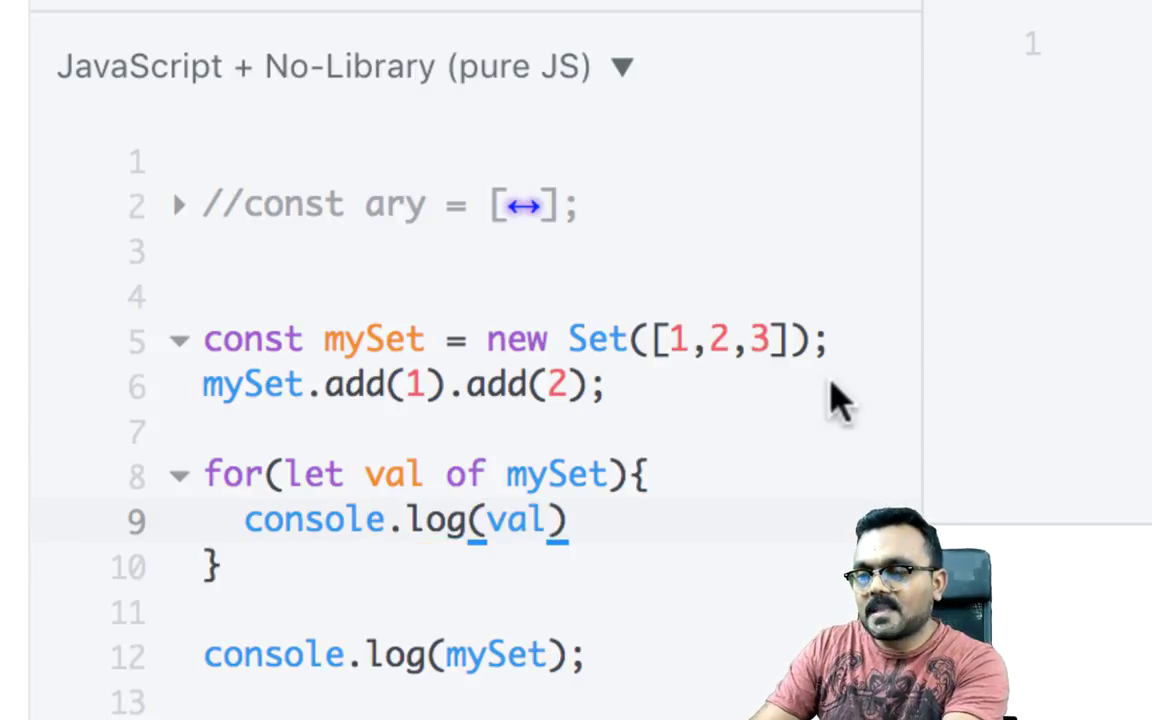 JavaScript + No-Library (pure JS) ▼
1
1
2 //const ary = [↔];
3
4
5 const mySet = new Set([1,2,3]);
6 mySet.add(1).add(2);
7
8 for(let val of mySet){
9 console.log(val)
10 }
11
12 console.log(mySet);
13